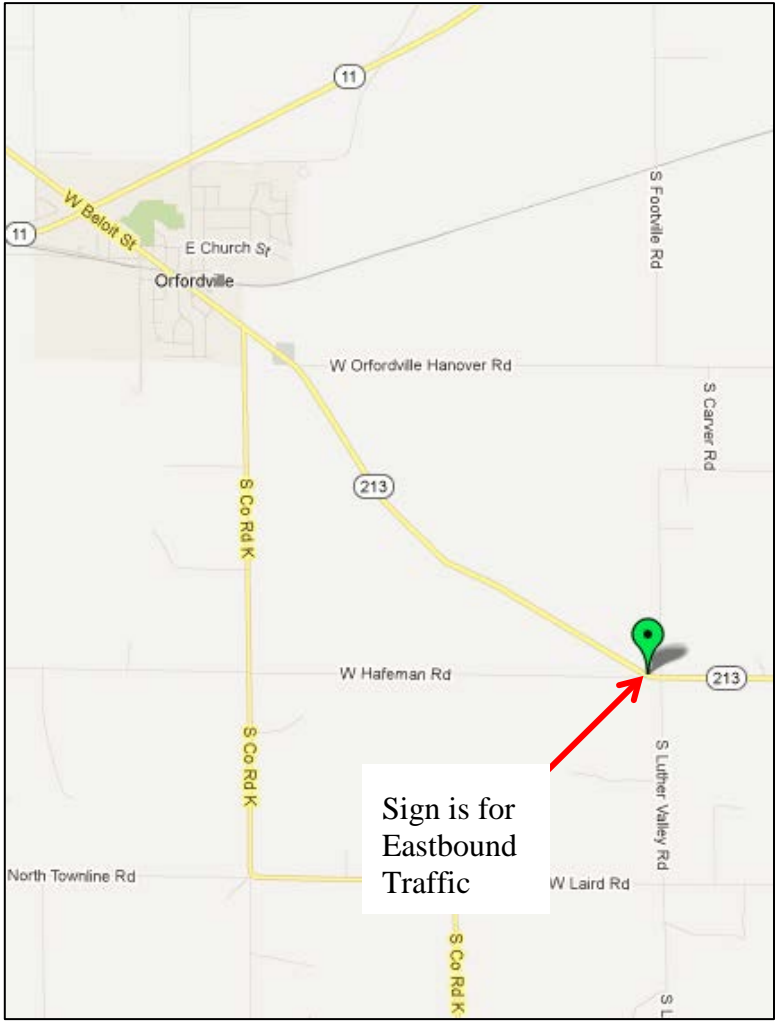 11
W Beloit St
11
E Church St
Orfordville
S Footville Rd
W Orfordville Hanover Rd
S Carver Rd
213
S Co Rd K
W Hafeman Rd
213
S Co Rd K
S Luther Valley Rd
Sign is for
Eastbound
Traffic
North Townline Rd
W Laird Rd
S Co Rd K
S L